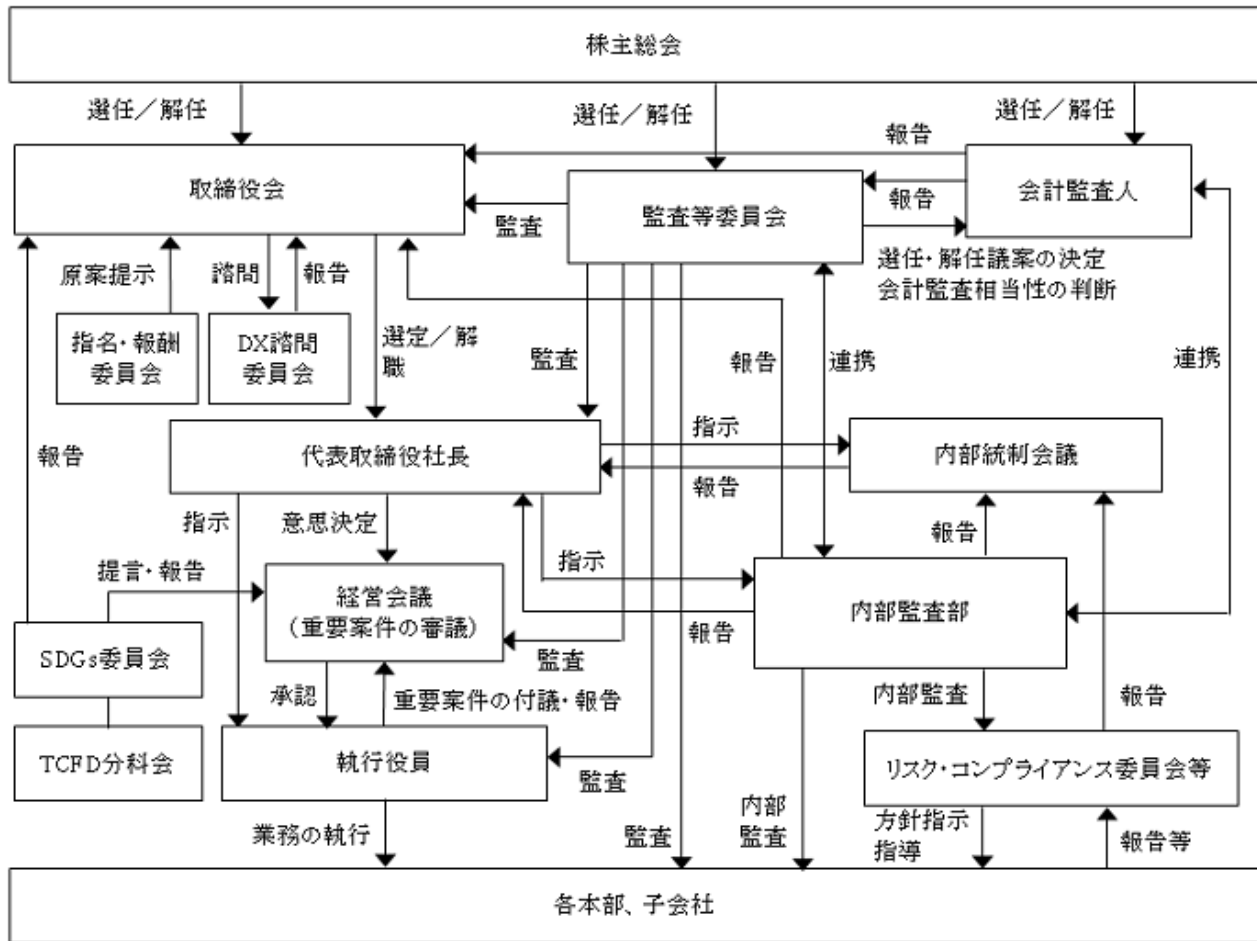 株主総会
選任／解任
選任／解任
選任／解任
報告
取締役会
監査等委員会
会計監査人
監査
報告
選任・解任議案の決定
会計監査相当性の判断
原案提示
諮問
報告
指名・報酬
委員会
DX諮問
委員会
選定／解
職
監査
報告
連携
連携
報告
代表取締役社長
指示
内部統制会議
報告
指示
意思決定
指示
報告
提言・報告
経営会議
（重要案件の審議）
内部監査部
報告
監査
SDGs委員会
承認
重要案件の付議・報告
内部監査
報告
TCFD分科会
執行役員
監査
リスク・コンプライアンス委員会等
業務の執行
監査
内部
監査
方針指示
指導
報告等
各本部、子会社